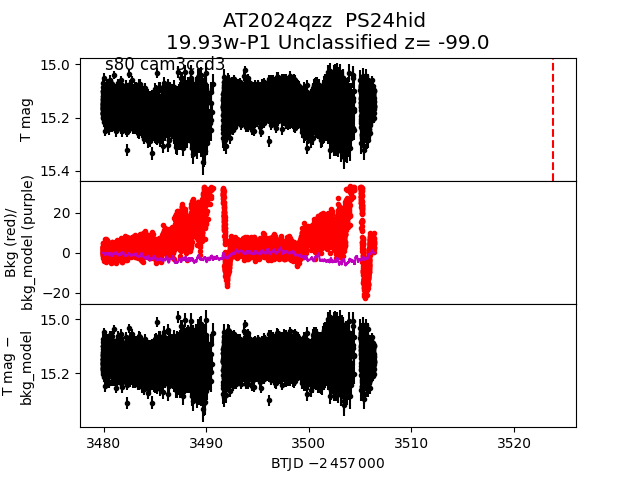 AT2024qzz  PS24hid
19.93w-P1 Unclassified z= -99.0
s80 cam3ccd3
15.0
15.2
15.4
T mag
20
0
−20
Bkg (red)/
bkg_model (purple)
15.0
15.2
T mag −
bkg_model
3480
3490
3500
3510
3520
BTJD −2 457 000